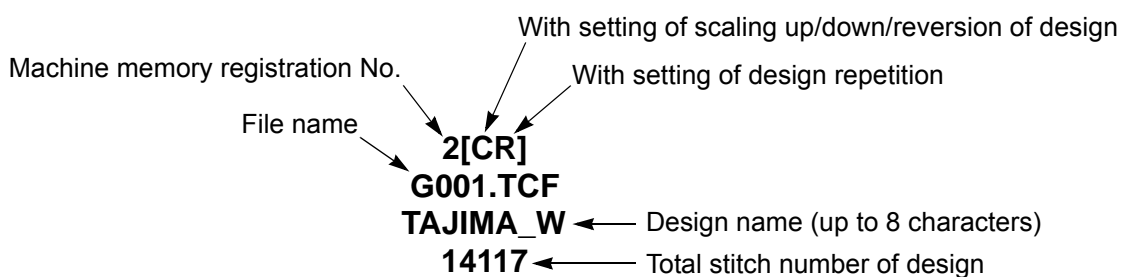 With setting of scaling up/down/reversion of design
Machine memory registration No.
With setting of design repetition
File name
2[CR]
G001.TCF
TAJIMA_W
Design name (up to 8 characters)
14117
Total stitch number of design